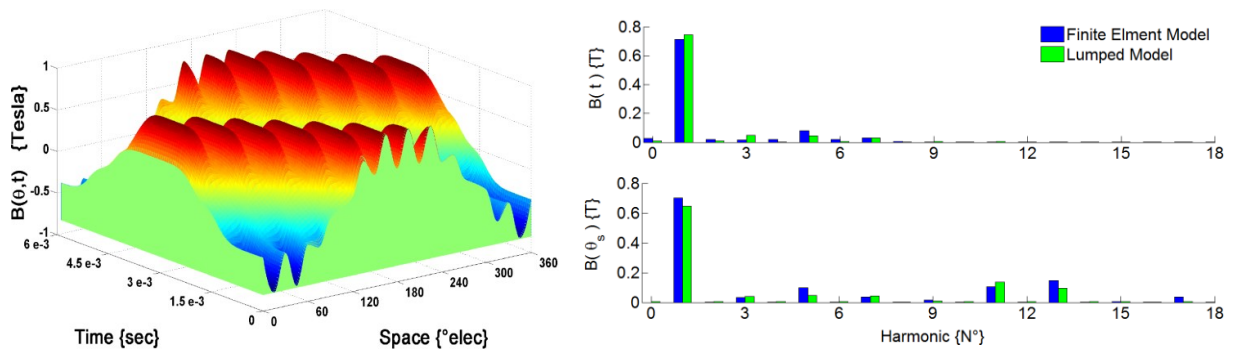 B(θ,t) {Tesla}
1
0.5
0
-0.5
-1
6 e-3
4.5e-3
3 e-3
1.5e-3
0
Time {sec}
0
60
120
180
240
300
360
Space {°elec}
B( t ) {T}
0.8
0.6
0.4
0.2
0
0 3 6 9 12 15 18
Finite Elment Model
Lumped Model
B( θs ) {T}
0.8
0.6
0.4
0.2
0
0 3 6 9 12 15 18
Harmonic {N°}